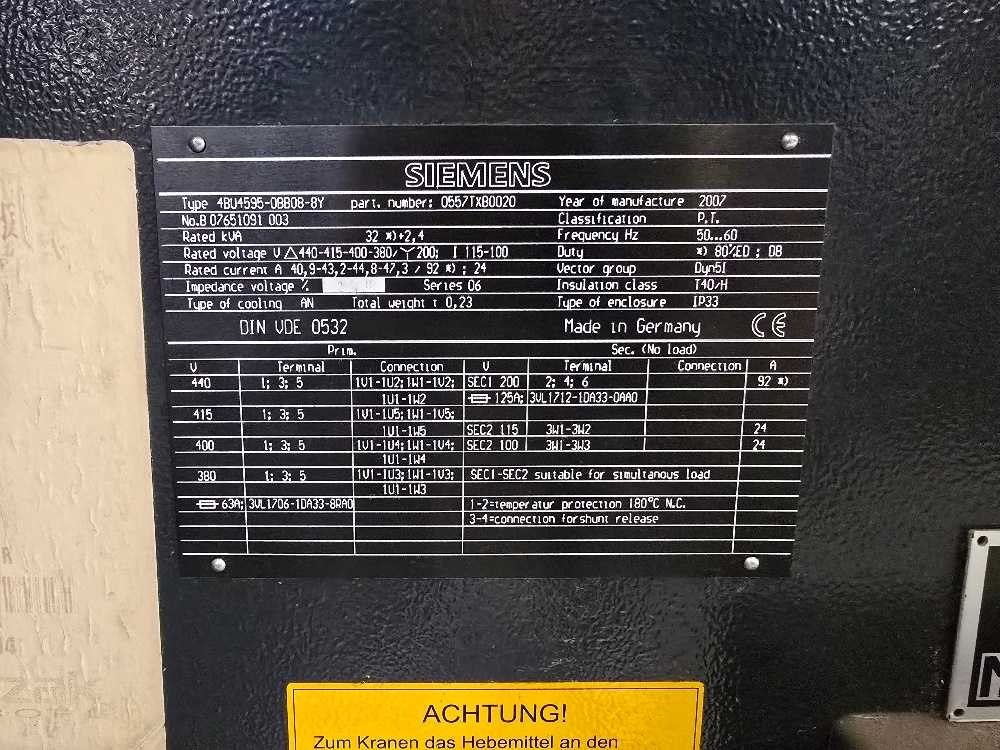 SIEMENS
Type 4BU4595-0BB08-8Y part. number: 0557TXB0020 Year of manufacture 2007
No.B 07651091 003 Classification P.T.
Rated kVA 32 *)+2,4 Frequency Hz 50...60
Rated voltage V △440-415-400-380/Y200; I 115-100 Duty *) 80%ED ; DB
Rated current A 40,9-43,2-44,8-47,3 / 92 *) ; 24 Vector group Dyn5I
Impedance voltage % Series 06 Insulation class T40/H
Type of cooling AN Total weight t 0,23 Type of enclosure IP33
DIN VDE 0532 Made in Germany CE
Prim. Sec. (No load)
V Terminal Connection V Terminal Connection A
440 1; 3; 5 1V1-1U2;1W1-1V2; SEC1 200 2; 4; 6 92 *)
1U1-1W2 125A; 3VL1712-1DA33-0AA0
415 1; 3; 5 1V1-1U5;1W1-1V5;
1U1-1W5 SEC2 115 3W1-3W2 24
400 1; 3; 5 1V1-1U4;1W1-1V4; SEC2 100 3W1-3W3 24
1U1-1W4
380 1; 3; 5 1V1-1U3;1W1-1V3; SEC1-SEC2 suitable for simultanous load
1U1-1W3
63A; 3VL1706-1DA33-8RA0 1-2=temperatur protection 180°C N.C.
3-4=connection forshunt release
ACHTUNG!
Zum Kranen das Hebemittel an den